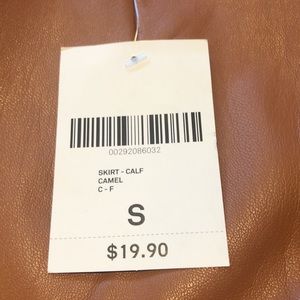 00292086032
SKIRT - CALF
CAMEL
C - F
S
$19.90